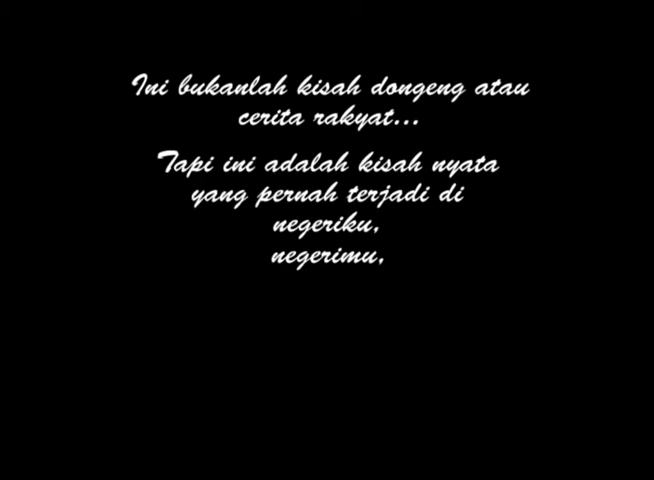 Ini bukanlah kisah dongeng atau
cerita rakyat...
Tapi ini adalah kisah nyata
yang pernah terjadi di
negeriku,
negerimu,